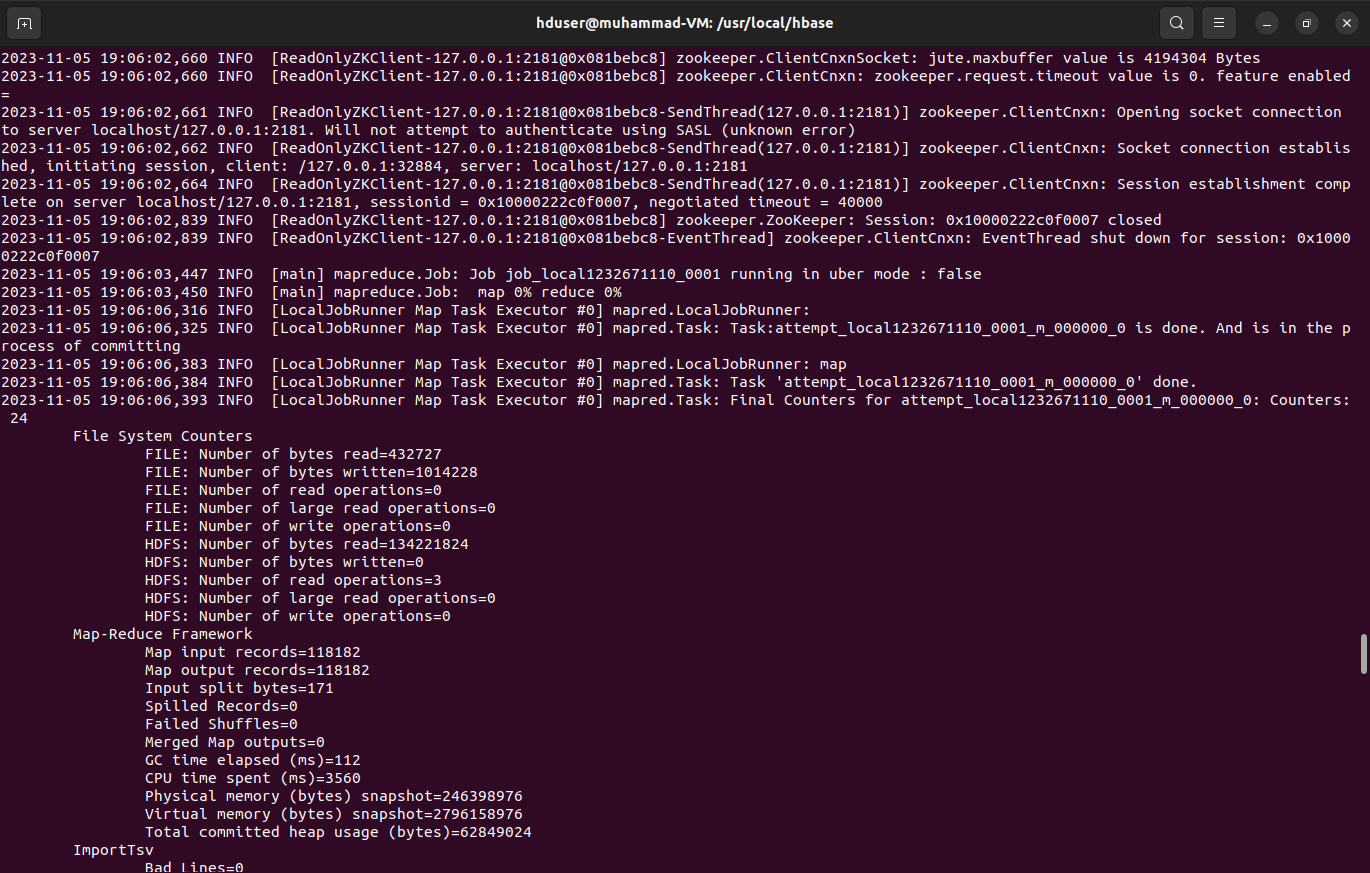 hduser@muhammad-VM: /usr/local/hbase
2023-11-05 19:06:02,660 INFO  [ReadOnlyZKClient-127.0.0.1:2181@0x081bebc8] zookeeper.ClientCnxnSocket: jute.maxbuffer value is 4194304 Bytes
2023-11-05 19:06:02,660 INFO  [ReadOnlyZKClient-127.0.0.1:2181@0x081bebc8] zookeeper.ClientCnxn: zookeeper.request.timeout value is 0. feature enabled
=
2023-11-05 19:06:02,661 INFO  [ReadOnlyZKClient-127.0.0.1:2181@0x081bebc8-SendThread(127.0.0.1:2181)] zookeeper.ClientCnxn: Opening socket connection
to server localhost/127.0.0.1:2181. Will not attempt to authenticate using SASL (unknown error)
2023-11-05 19:06:02,662 INFO  [ReadOnlyZKClient-127.0.0.1:2181@0x081bebc8-SendThread(127.0.0.1:2181)] zookeeper.ClientCnxn: Socket connection establis
hed, initiating session, client: /127.0.0.1:32884, server: localhost/127.0.0.1:2181
2023-11-05 19:06:02,664 INFO  [ReadOnlyZKClient-127.0.0.1:2181@0x081bebc8-SendThread(127.0.0.1:2181)] zookeeper.ClientCnxn: Session establishment comp
lete on server localhost/127.0.0.1:2181, sessionid = 0x10000222c0f0007, negotiated timeout = 40000
2023-11-05 19:06:02,839 INFO  [ReadOnlyZKClient-127.0.0.1:2181@0x081bebc8] zookeeper.ZooKeeper: Session: 0x10000222c0f0007 closed
2023-11-05 19:06:02,839 INFO  [ReadOnlyZKClient-127.0.0.1:2181@0x081bebc8-EventThread] zookeeper.ClientCnxn: EventThread shut down for session: 0x1000
0222c0f0007
2023-11-05 19:06:03,447 INFO  [main] mapreduce.Job: Job job_local1232671110_0001 running in uber mode : false
2023-11-05 19:06:03,450 INFO  [main] mapreduce.Job:  map 0% reduce 0%
2023-11-05 19:06:06,316 INFO  [LocalJobRunner Map Task Executor #0] mapred.LocalJobRunner:
2023-11-05 19:06:06,325 INFO  [LocalJobRunner Map Task Executor #0] mapred.Task: Task:attempt_local1232671110_0001_m_000000_0 is done. And is in the p
rocess of committing
2023-11-05 19:06:06,383 INFO  [LocalJobRunner Map Task Executor #0] mapred.LocalJobRunner: map
2023-11-05 19:06:06,384 INFO  [LocalJobRunner Map Task Executor #0] mapred.Task: Task 'attempt_local1232671110_0001_m_000000_0' done.
2023-11-05 19:06:06,393 INFO  [LocalJobRunner Map Task Executor #0] mapred.Task: Final Counters for attempt_local1232671110_0001_m_000000_0: Counters:
 24
File System Counters
FILE: Number of bytes read=432727
FILE: Number of bytes written=1014228
FILE: Number of read operations=0
FILE: Number of large read operations=0
FILE: Number of write operations=0
HDFS: Number of bytes read=134221824
HDFS: Number of bytes written=0
HDFS: Number of read operations=3
HDFS: Number of large read operations=0
HDFS: Number of write operations=0
Map-Reduce Framework
Map input records=118182
Map output records=118182
Input split bytes=171
Spilled Records=0
Failed Shuffles=0
Merged Map outputs=0
GC time elapsed (ms)=112
CPU time spent (ms)=3560
Physical memory (bytes) snapshot=246398976
Virtual memory (bytes) snapshot=2796158976
Total committed heap usage (bytes)=62849024
ImportTsv
Bad Lines=0